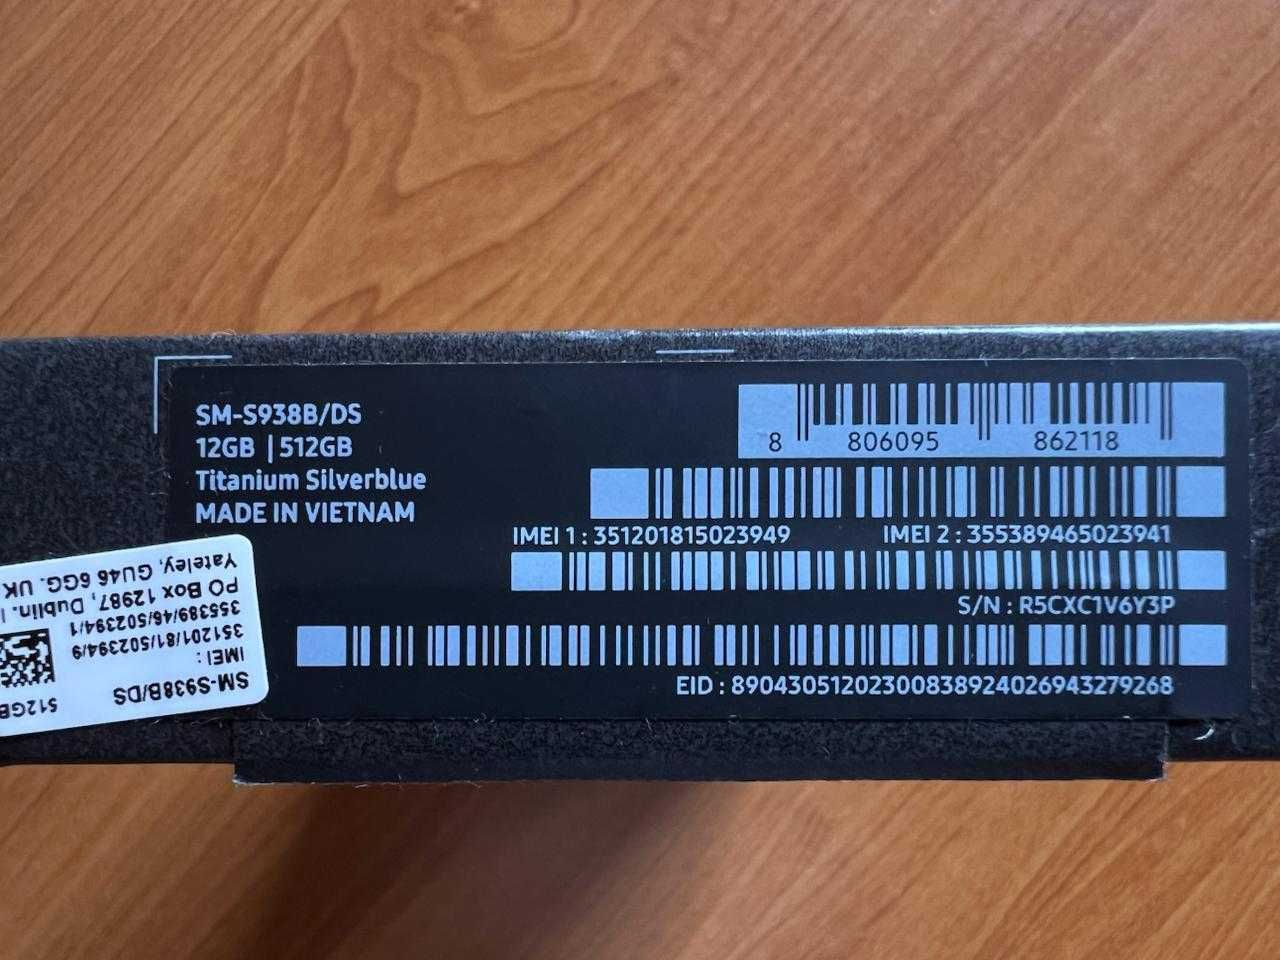 SM-S938B/DS
12GB | 512GB
Titanium Silverblue
MADE IN VIETNAM
8 806095 862118
IMEI 1 : 351201815023949 IMEI 2 : 355389465023941
S/N : R5CXC1V6Y3P
EID : 89043051202300838924026943279268
SM-S938B/DS 512GB
IMEI :
351201/81/502394/9
355389/46/502394/1
PO Box 12987, Dublin.
Yateley, GU46 6GG. UK